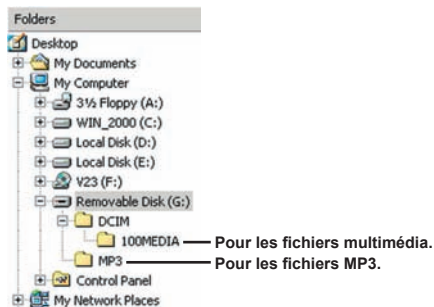 Folders
Desktop
My Documents
My Computer
3½ Floppy (A:)
WIN_2000 (C:)
Local Disk (D:)
Local Disk (E:)
V23 (F:)
Removable Disk (G:)
DCIM
100MEDIA Pour les fichiers multimédia.
MP3 Pour les fichiers MP3.
Control Panel
My Network Places